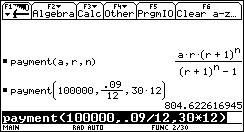 F1 F2 F3 F4 F5 F6
Algebra Calc Other PrgmIO Clear a-z…
▪ payment(a, r, n) a·r·(r + 1)^n / (r + 1)^n - 1
▪ payment(100000, .09/12, 30·12)
804.622616945
payment(100000,.09/12,30*12)
MAIN RAD AUTO FUNC 2/30